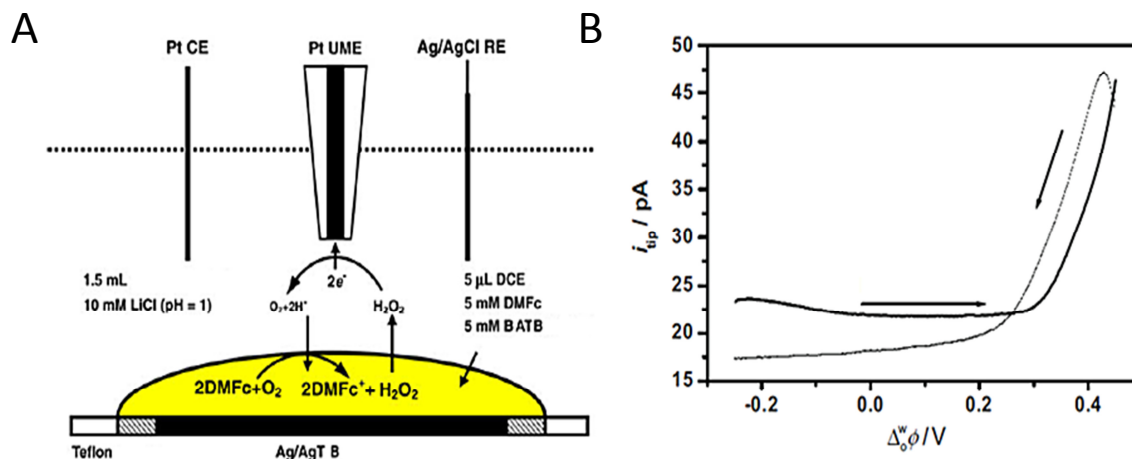 A
Pt CE
Pt UME
Ag/AgCl RE
1.5 mL
10 mM LiCl (pH = 1)
2e⁻
O₂+2H⁺
H₂O₂
5 µL DCE
5 mM DMFc
5 mM BATB
2DMFc+O₂ 2DMFc⁺ + H₂O₂
Teflon
Ag/AgT B
B
50
45
40
35
30
25
20
15
i tip / pA
-0.2
0.0
0.2
0.4
Δ₀ʷϕ / V